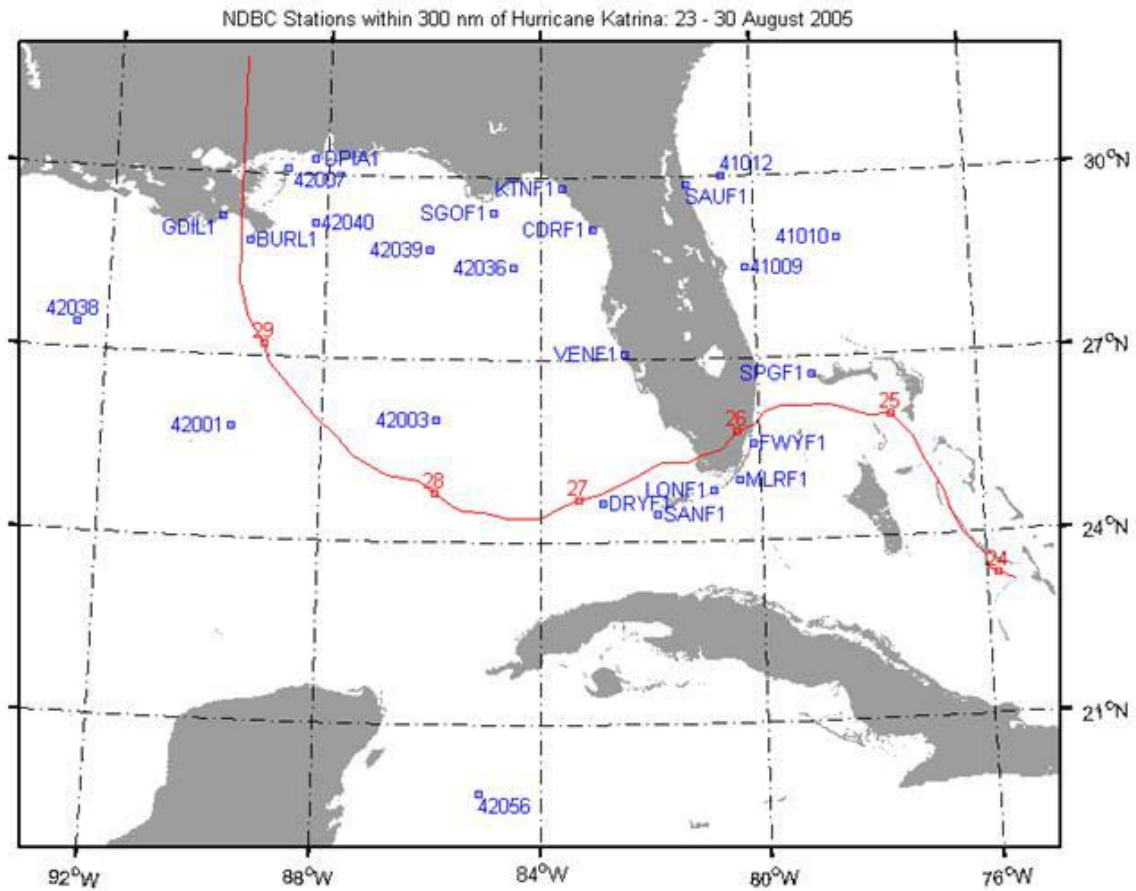 NDBC Stations within 300 nm of Hurricane Katrina: 23 - 30 August 2005
30°N
DPIA1
42007
41012
KTNF1
SAUF1
SGOF1
GDIL1
42040
CDRF1
BURL1
42039
41010
42036
41009
42038
27°N
29
VENF1
SPGF1
25
42001
42003
26
FWYF1
28
27
LONF1
MLRF1
DRYF1
SANF1
24°N
24
21°N
42056
92°W
88°W
84°W
80°W
76°W